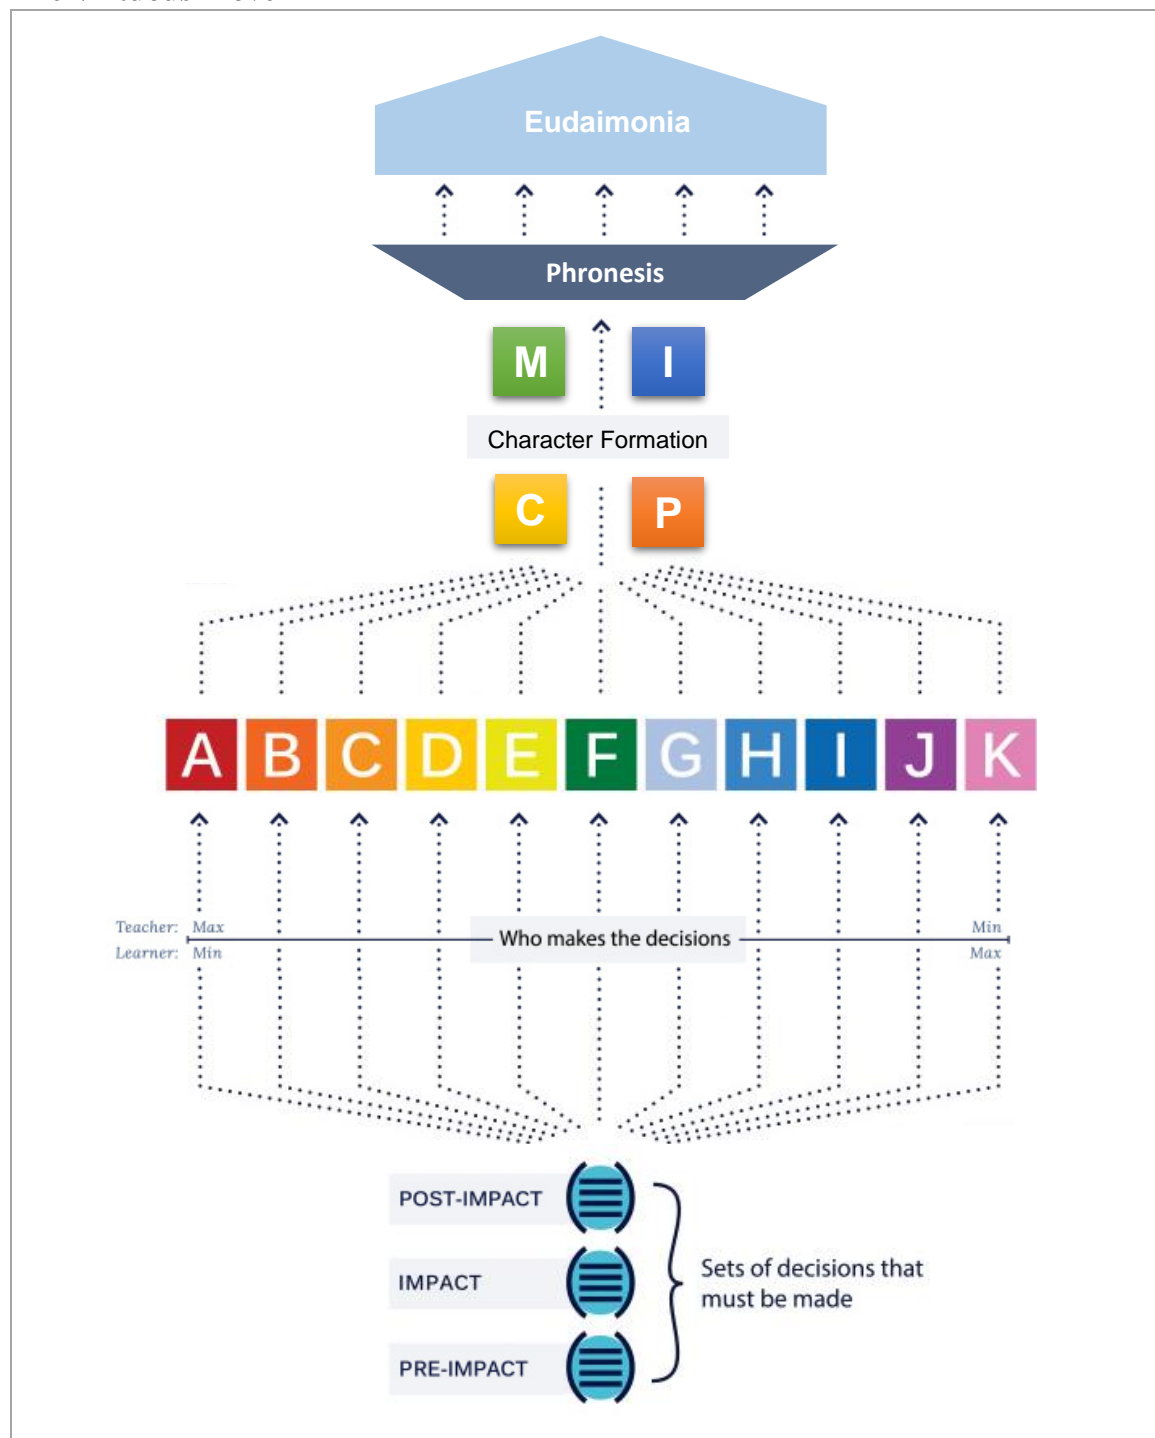 Eudaimonia
Phronesis
M I
Character Formation
C P
A B C D E F G H I J K
Teacher: Max Min
Who makes the decisions
Learner: Min Max
POST-IMPACT
IMPACT
PRE-IMPACT
Sets of decisions that
must be made